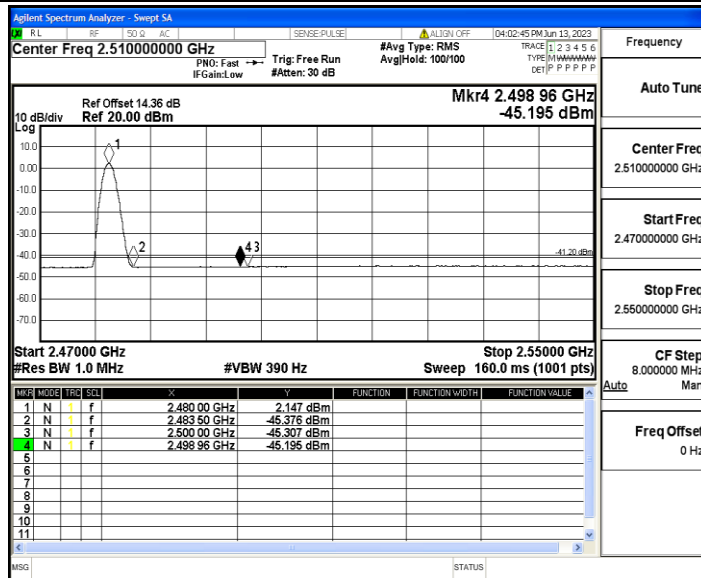 Agilent Spectrum Analyzer - Swept SA
RL RF 50 Ω AC SENSE:PULSE ALIGN OFF 04:02:45 PM Jun 13, 2023
Center Freq 2.510000000 GHz
PNO: Fast Trig: Free Run
IFGain:Low #Atten: 30 dB
#Avg Type: RMS
Avg|Hold: 100/100
TRACE 1 2 3 4 5 6
TYPE M WWWWW
DET P P P P P P
Ref Offset 14.36 dB
10 dB/div Ref 20.00 dBm
Log
Mkr4 2.498 96 GHz
-45.195 dBm
10.0
0.00
-10.0
-20.0
-30.0
-40.0
-50.0
-60.0
-70.0
1
2
4 3
-41.20 dBm
Start 2.47000 GHz Stop 2.55000 GHz
#Res BW 1.0 MHz #VBW 390 Hz Sweep 160.0 ms (1001 pts)
MKR MODE TRC SCL X Y FUNCTION FUNCTION WIDTH FUNCTION VALUE
1 N 1 f 2.480 00 GHz 2.147 dBm
2 N 1 f 2.483 50 GHz -45.376 dBm
3 N 1 f 2.500 00 GHz -45.307 dBm
4 N 1 f 2.498 96 GHz -45.195 dBm
5
6
7
8
9
10
11
MSG STATUS
Frequency
Auto Tune
Center Freq
2.510000000 GHz
Start Freq
2.470000000 GHz
Stop Freq
2.550000000 GHz
CF Step
8.000000 MHz
Auto Man
Freq Offset
0 Hz